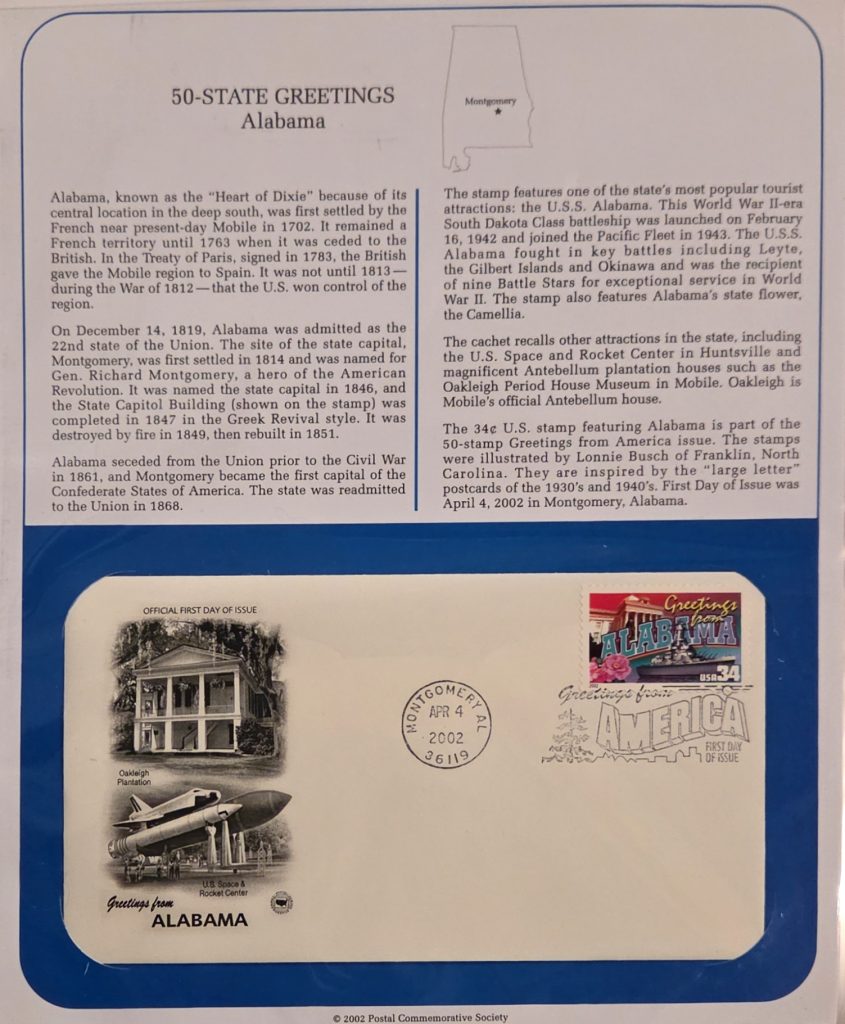 50-STATE GREETINGS
Alabama
Montgomery
Alabama, known as the "Heart of Dixie" because of its
central location in the deep south, was first settled by the
French near present-day Mobile in 1702. It remained a
French territory until 1763 when it was ceded to the
British. In the Treaty of Paris, signed in 1783, the British
gave the Mobile region to Spain. It was not until 1813—
during the War of 1812—that the U.S. won control of the
region.
On December 14, 1819, Alabama was admitted as the
22nd state of the Union. The site of the state capital,
Montgomery, was first settled in 1814 and was named for
Gen. Richard Montgomery, a hero of the American
Revolution. It was named the state capital in 1846, and
the State Capitol Building (shown on the stamp) was
completed in 1847 in the Greek Revival style. It was
destroyed by fire in 1849, then rebuilt in 1851.
Alabama seceded from the Union prior to the Civil War
in 1861, and Montgomery became the first capital of the
Confederate States of America. The state was readmitted
to the Union in 1868.
The stamp features one of the state's most popular tourist
attractions: the U.S.S. Alabama. This World War II-era
South Dakota Class battleship was launched on February
16, 1942 and joined the Pacific Fleet in 1943. The U.S.S.
Alabama fought in key battles including Leyte,
the Gilbert Islands and Okinawa and was the recipient
of nine Battle Stars for exceptional service in World
War II. The stamp also features Alabama's state flower,
the Camellia.
The cachet recalls other attractions in the state, including
the U.S. Space and Rocket Center in Huntsville and
magnificent Antebellum plantation houses such as the
Oakleigh Period House Museum in Mobile. Oakleigh is
Mobile's official Antebellum house.
The 34¢ U.S. stamp featuring Alabama is part of the
50-stamp Greetings from America issue. The stamps
were illustrated by Lonnie Busch of Franklin, North
Carolina. They are inspired by the "large letter"
postcards of the 1930's and 1940's. First Day of Issue was
April 4, 2002 in Montgomery, Alabama.
OFFICIAL FIRST DAY OF ISSUE
Oakleigh
Plantation
U.S. Space &
Rocket Center
Greetings from
ALABAMA
MONTGOMERY AL
APR 4
2002
36119
Greetings
from
ALABAMA
USA 34
2002
Greetings from
AMERICA
FIRST DAY
OF ISSUE
© 2002 Postal Commemorative Society